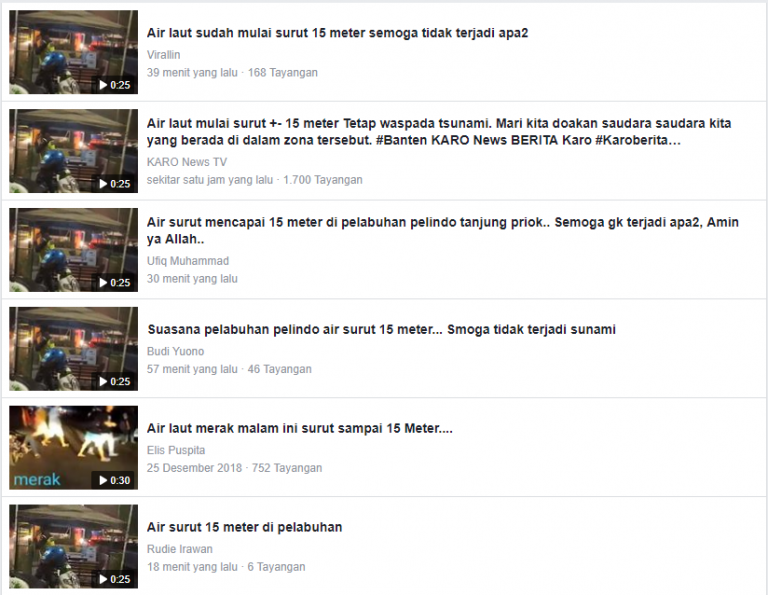 0:25
Air laut sudah mulai surut 15 meter semoga tidak terjadi apa2
Virallin
39 menit yang lalu · 168 Tayangan
0:25
Air laut mulai surut +- 15 meter Tetap waspada tsunami. Mari kita doakan saudara saudara kita
yang berada di dalam zona tersebut. #Banten KARO News BERITA Karo #Karoberita…
KARO News TV
sekitar satu jam yang lalu · 1.700 Tayangan
0:25
Air surut mencapai 15 meter di pelabuhan pelindo tanjung priok.. Semoga gk terjadi apa2, Amin
ya Allah..
Ufiq Muhammad
30 menit yang lalu
0:25
Suasana pelabuhan pelindo air surut 15 meter... Smoga tidak terjadi sunami
Budi Yuono
57 menit yang lalu · 46 Tayangan
merak
0:30
Air laut merak malam ini surut sampai 15 Meter....
Elis Puspita
25 Desember 2018 · 752 Tayangan
0:25
Air surut 15 meter di pelabuhan
Rudie Irawan
18 menit yang lalu · 6 Tayangan